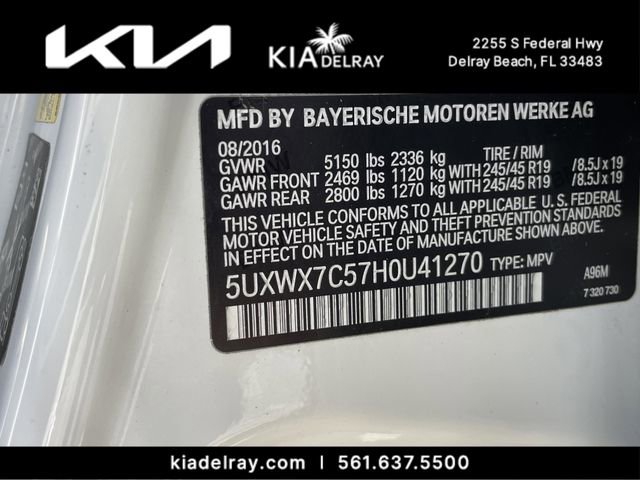 KIA
KIA DELRAY
2255 S Federal Hwy
Delray Beach, FL 33483
MFD BY BAYERISCHE MOTOREN WERKE AG
08/2016
GVWR 5150 lbs 2336 kg TIRE / RIM
GAWR FRONT 2469 lbs 1120 kg WITH 245/45 R19 /8.5J x 19
GAWR REAR 2800 lbs 1270 kg WITH 245/45 R19 /8.5J x 19
THIS VEHICLE CONFORMS TO ALL APPLICABLE U.S. FEDERAL
MOTOR VEHICLE SAFETY AND THEFT PREVENTION STANDARDS
IN EFFECT ON THE DATE OF MANUFACTURE SHOWN ABOVE.
5UXWX7C57H0U41270 TYPE: MPV
A96M
7 320 730
kiadelray.com | 561.637.5500